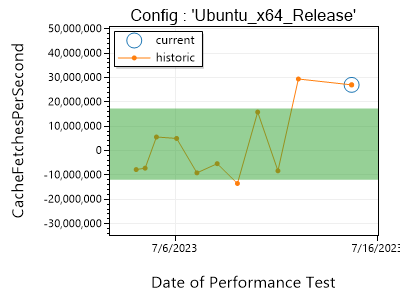 Config : 'Ubuntu_x64_Release'
CacheFetchesPerSecond
50,000,000
40,000,000
30,000,000
20,000,000
10,000,000
0
-10,000,000
-20,000,000
-30,000,000
current
historic
7/6/2023
7/16/2023
Date of Performance Test